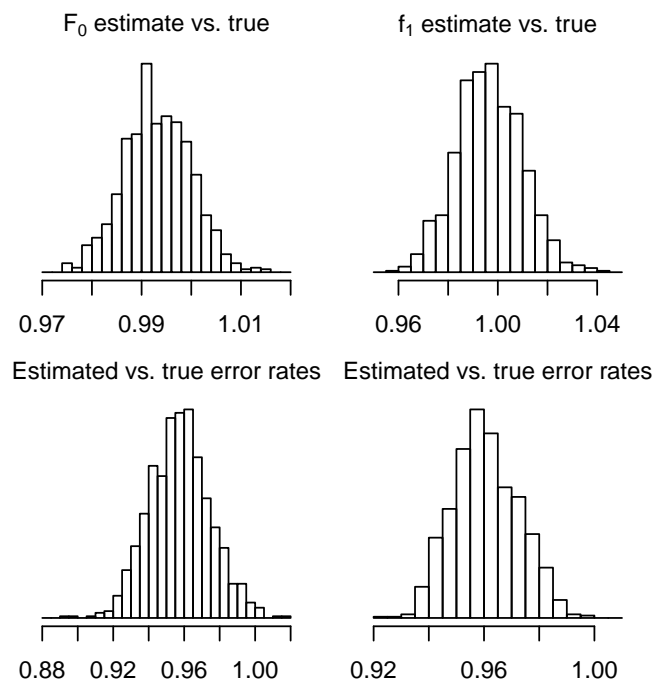 F₀ estimate vs. true
f₁ estimate vs. true
0.97 0.99 1.01
0.96 1.00 1.04
Estimated vs. true error rates
Estimated vs. true error rates
0.88 0.92 0.96 1.00
0.92 0.96 1.00